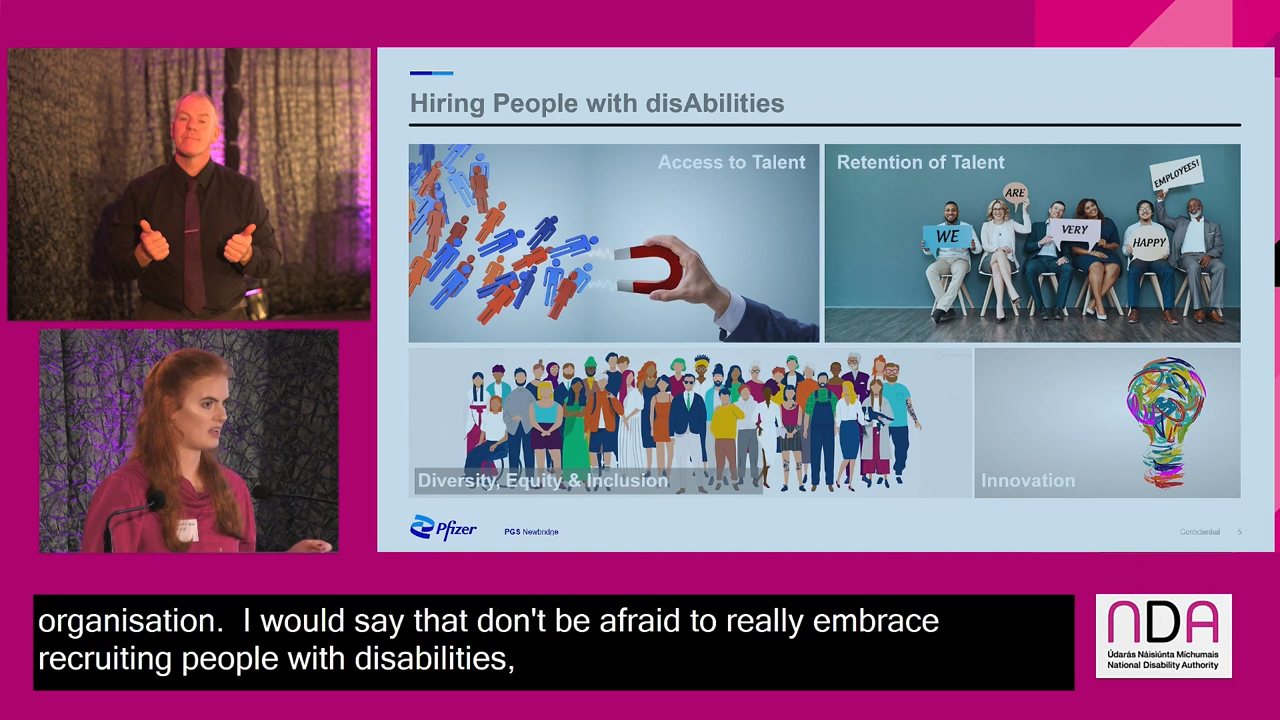 Hiring People with disAbilities
Access to Talent
Retention of Talent
WE
ARE
VERY
HAPPY
EMPLOYEES!
Diversity, Equity & Inclusion
Innovation
Pfizer
PGS Newbridge
Confidential 5
organisation.  I would say that don't be afraid to really embrace
recruiting people with disabilities,
NDA
Údarás Náisiúnta Míchumais
National Disability Authority